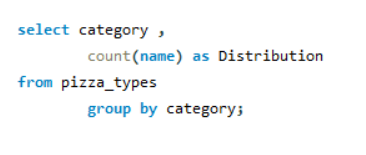 select category ,
count(name) as Distribution
from pizza_types
group by category;